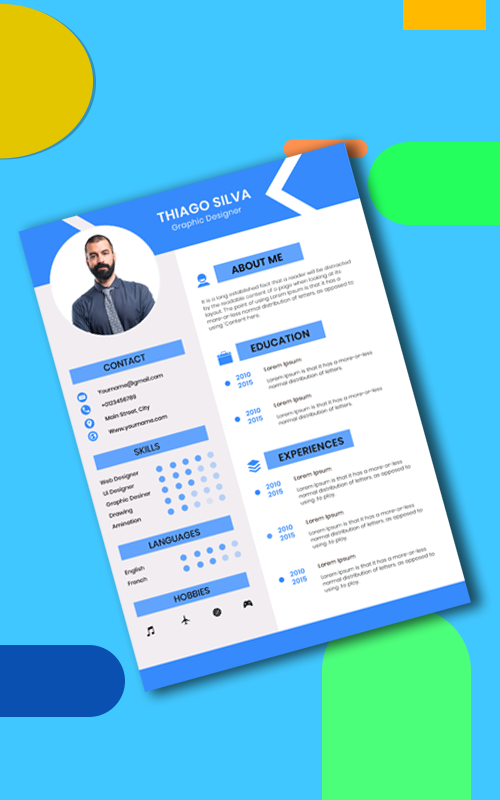 THIAGO SILVA
Graphic Designer
CONTACT
Yourname@gmail.com
+0123456789
Main Street, City
Www.yourname.com
SKILLS
Web Designer
Ui Designer
Graphic Desiner
Drawing
Amination
LANGUAGES
English
French
HOBBIES
ABOUT ME
It is a long established fact that a reader will be distracted
by the readable content of a page when looking at its
layout. The point of using Lorem Ipsum is that it has a
more-or-less normal distribution of letters, as opposed to
using 'Content here.
EDUCATION
2010
2015
Lorem Ipsum
Lorem Ipsum is that it has a more-or-less
normal distribution of letters.
2010
2015
Lorem Ipsum
Lorem Ipsum is that it has a more-or-less
normal distribution of letters.
EXPERIENCES
2010
2015
Lorem Ipsum
Lorem Ipsum is that it has a more-or-less
normal distribution of letters, as opposed to
using .to play.
2010
2015
Lorem Ipsum
Lorem Ipsum is that it has a more-or-less
normal distribution of letters, as opposed to
using .to play.
2010
2015
Lorem Ipsum
Lorem Ipsum is that it has a more-or-less
normal distribution of letters, as opposed to
using .to play.